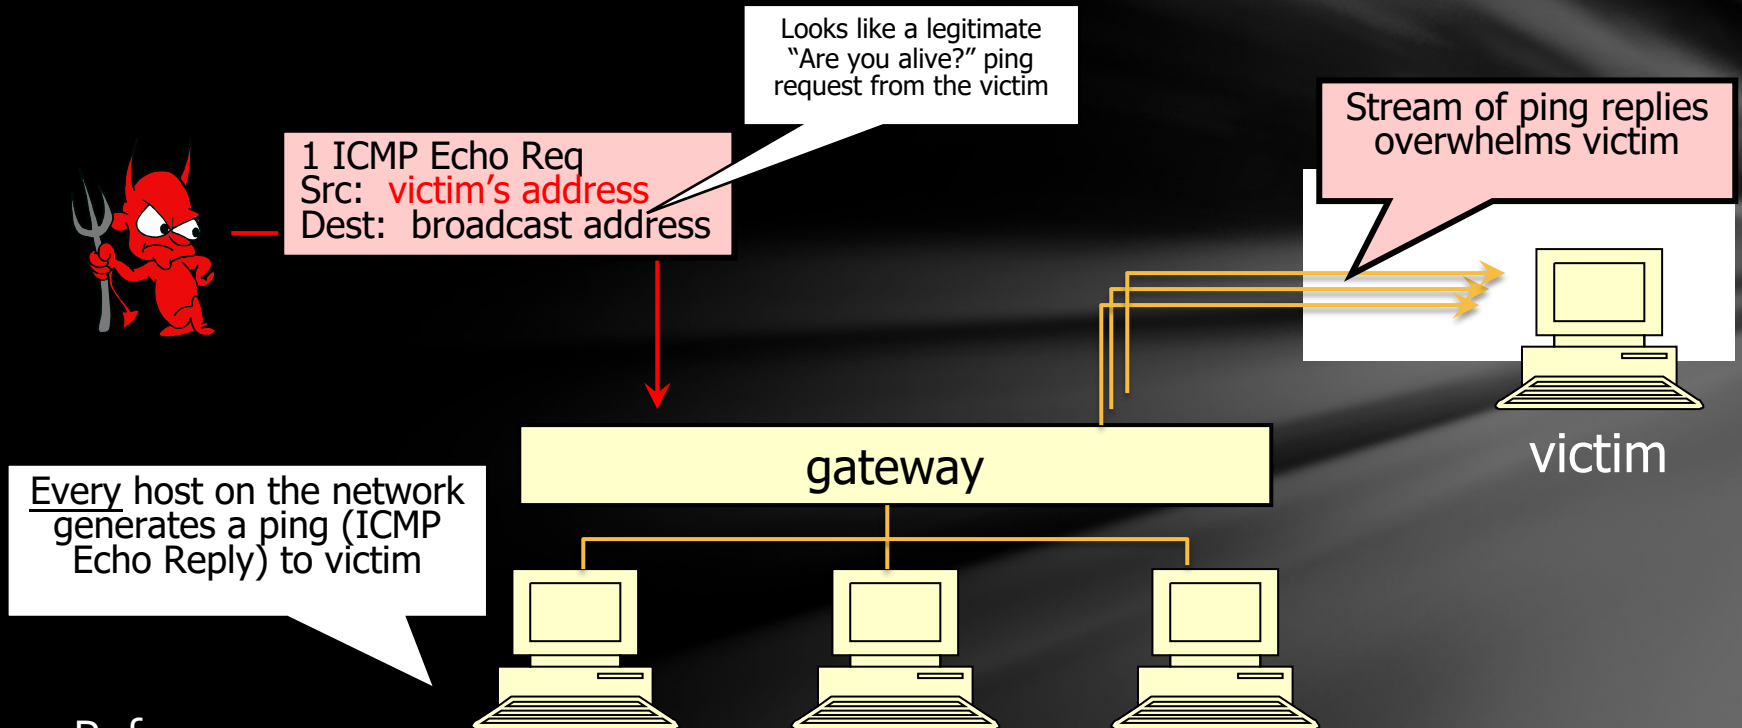 Looks like a legitimate
“Are you alive?” ping
request from the victim
1 ICMP Echo Req
Src: victim’s address
Dest: broadcast address
Stream of ping replies
overwhelms victim
gateway
victim
Every host on the network
generates a ping (ICMP
Echo Reply) to victim